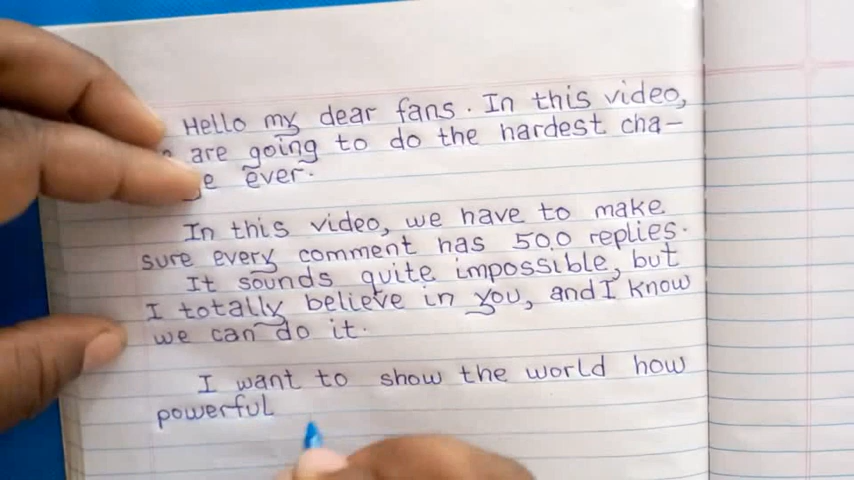 Hello my dear fans. In this video,
are going to do the hardest cha-
ge ever.
In this video, we have to make
sure every comment has 500 replies.
It sounds quite impossible, but
I totally believe in you, and I know
we can do it.
I want to show the world how
powerful